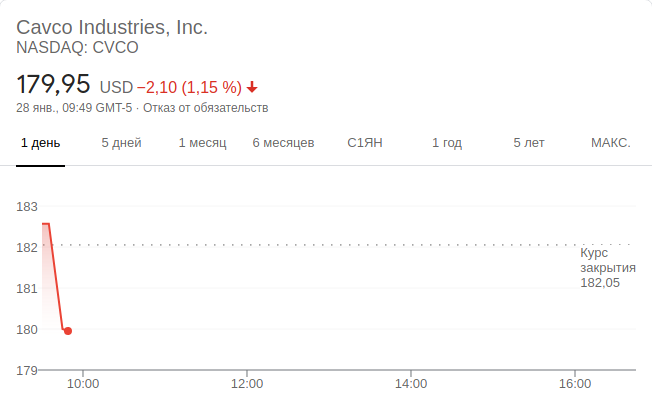 Cavco Industries, Inc.
NASDAQ: CVCO
179,95 USD −2,10 (1,15 %)
28 янв., 09:49 GMT-5 · Отказ от обязательств
1 день 5 дней 1 месяц 6 месяцев С1ЯН 1 год 5 лет МАКС.
183
182
Курс
закрытия
182,05
181
180
179
10:00 12:00 14:00 16:00